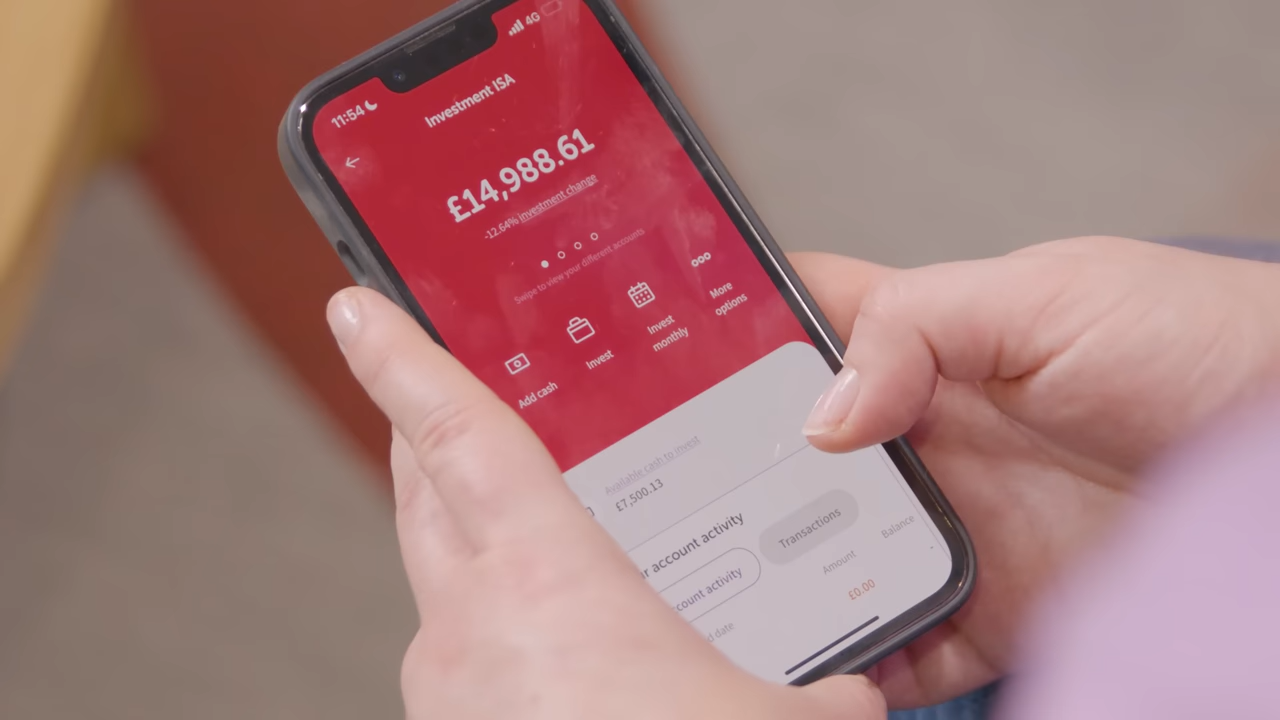 4G
11:54
Investment ISA
£14,988.61
-12.64% investment change
Swipe to view your different accounts
Add cash
Invest
Invest
monthly
More
options
Available cash to invest
£7,500.13
account activity
Transactions
activity
Amount
Balance
£0.00
date